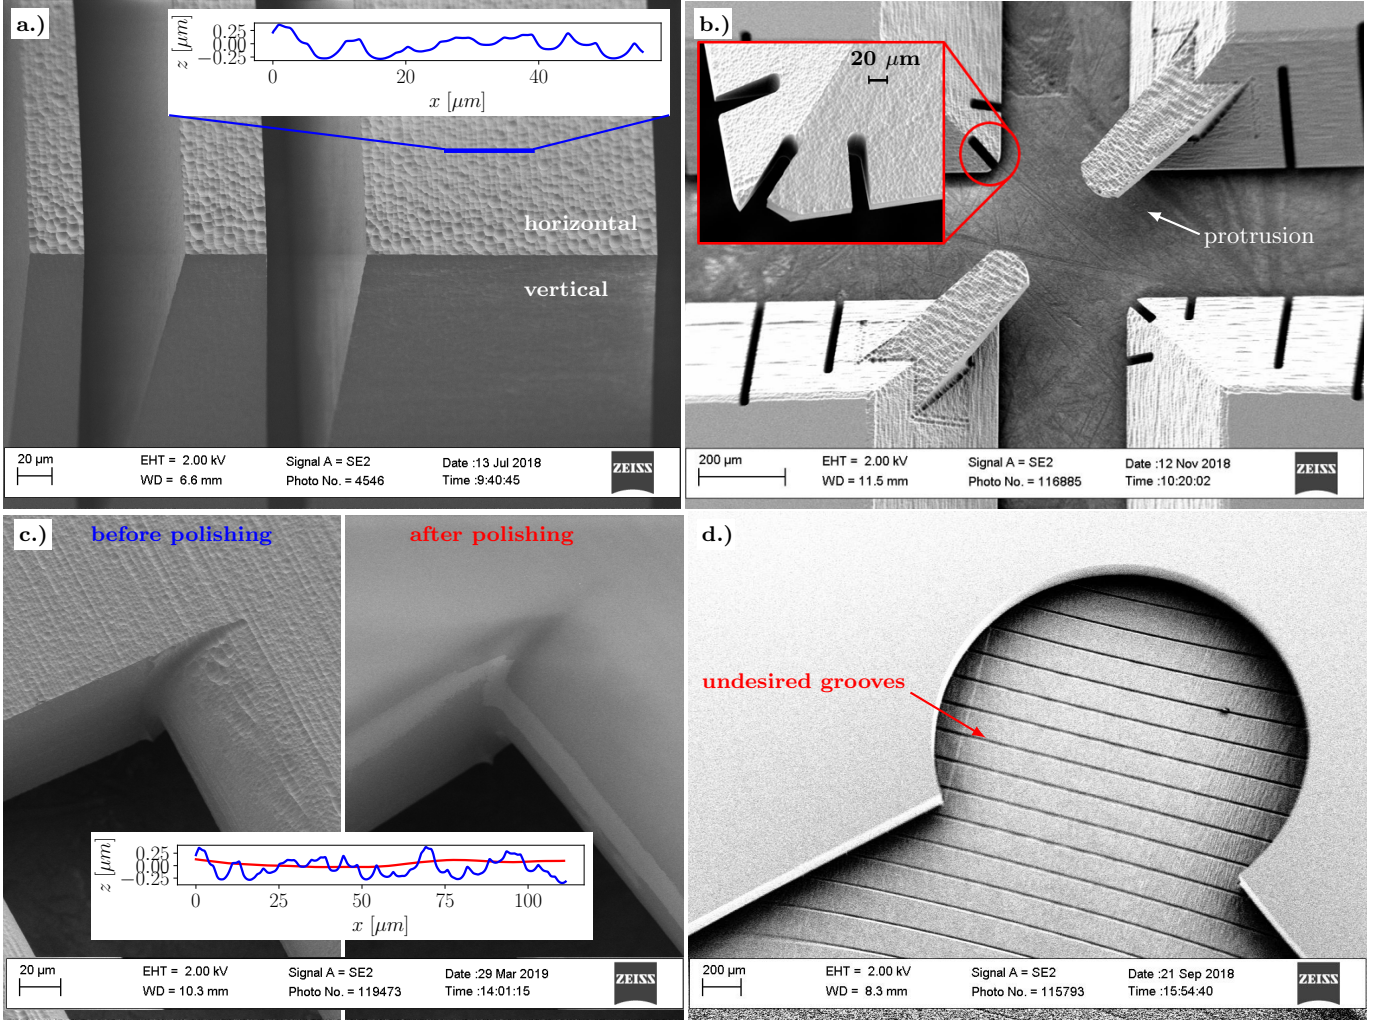 a.)
z [μm]
0.25
0.00
−0.25
0
20
40
x [μm]
horizontal
vertical
20 µm
EHT = 2.00 kV
WD = 6.6 mm
Signal A = SE2
Photo No. = 4546
Date :13 Jul 2018
Time :9:40:45
ZEISS
b.)
20 μm
protrusion
200 µm
EHT = 2.00 kV
WD = 11.5 mm
Signal A = SE2
Photo No. = 116885
Date :12 Nov 2018
Time :10:20:02
ZEISS
c.)
before polishing
after polishing
z [μm]
0.25
0.00
−0.25
0
25
50
75
100
x [μm]
20 µm
EHT = 2.00 kV
WD = 10.3 mm
Signal A = SE2
Photo No. = 119473
Date :29 Mar 2019
Time :14:01:15
ZEISS
d.)
undesired grooves
200 µm
EHT = 2.00 kV
WD = 8.3 mm
Signal A = SE2
Photo No. = 115793
Date :21 Sep 2018
Time :15:54:40
ZEISS